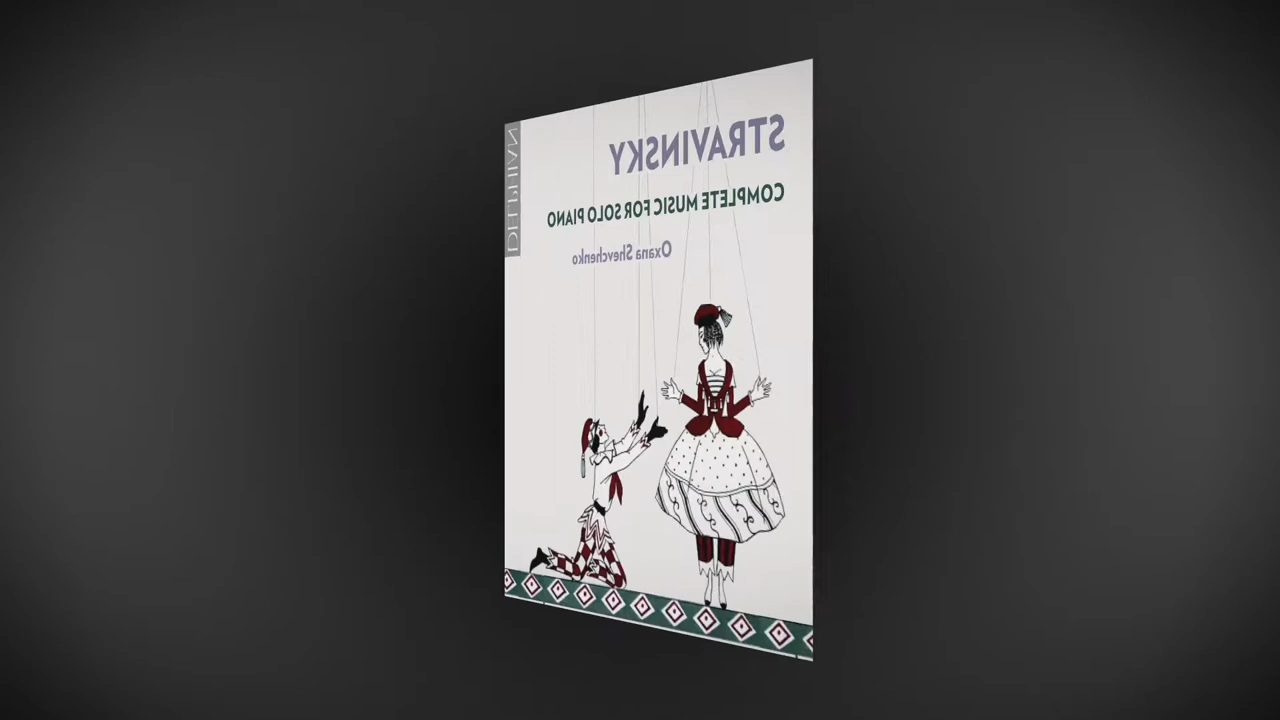 STRAVINSKY
COMPLETE MUSIC FOR SOLO PIANO
Oxana Shevchenko
DELPHIAN